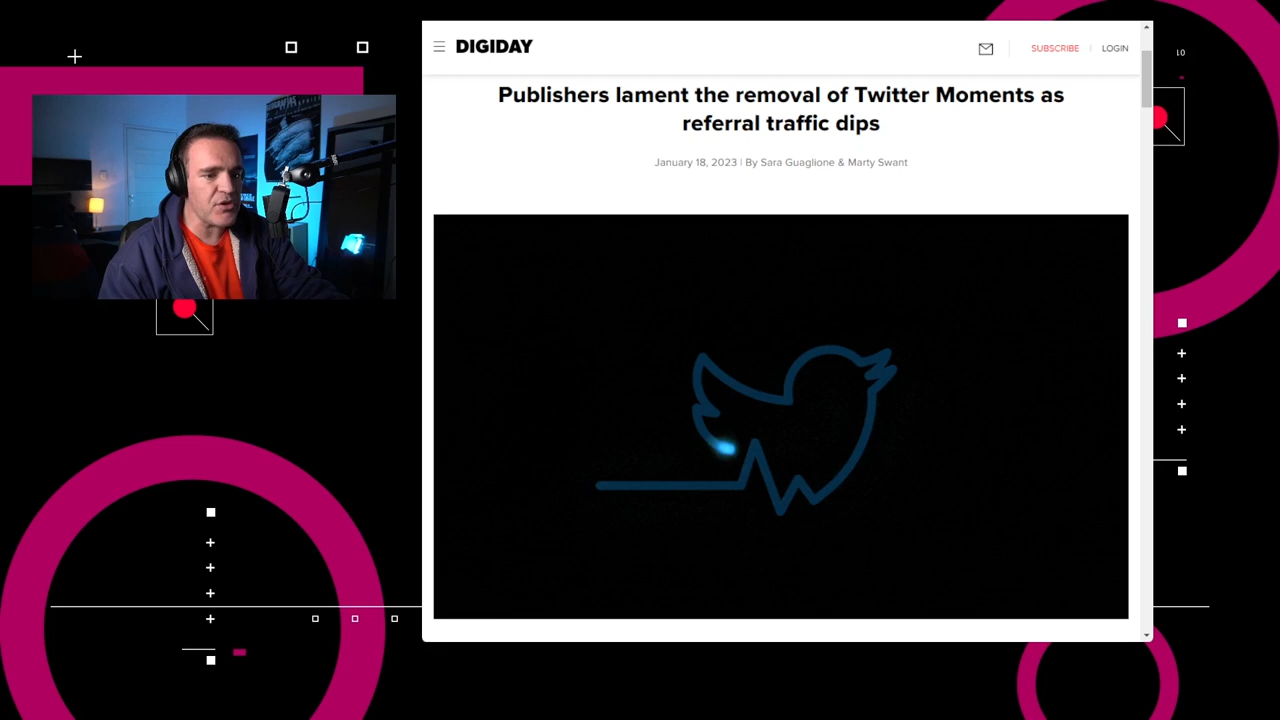 DIGIDAY
SUBSCRIBE
LOGIN
Publishers lament the removal of Twitter Moments as
referral traffic dips
January 18, 2023 | By Sara Guaglione & Marty Swant